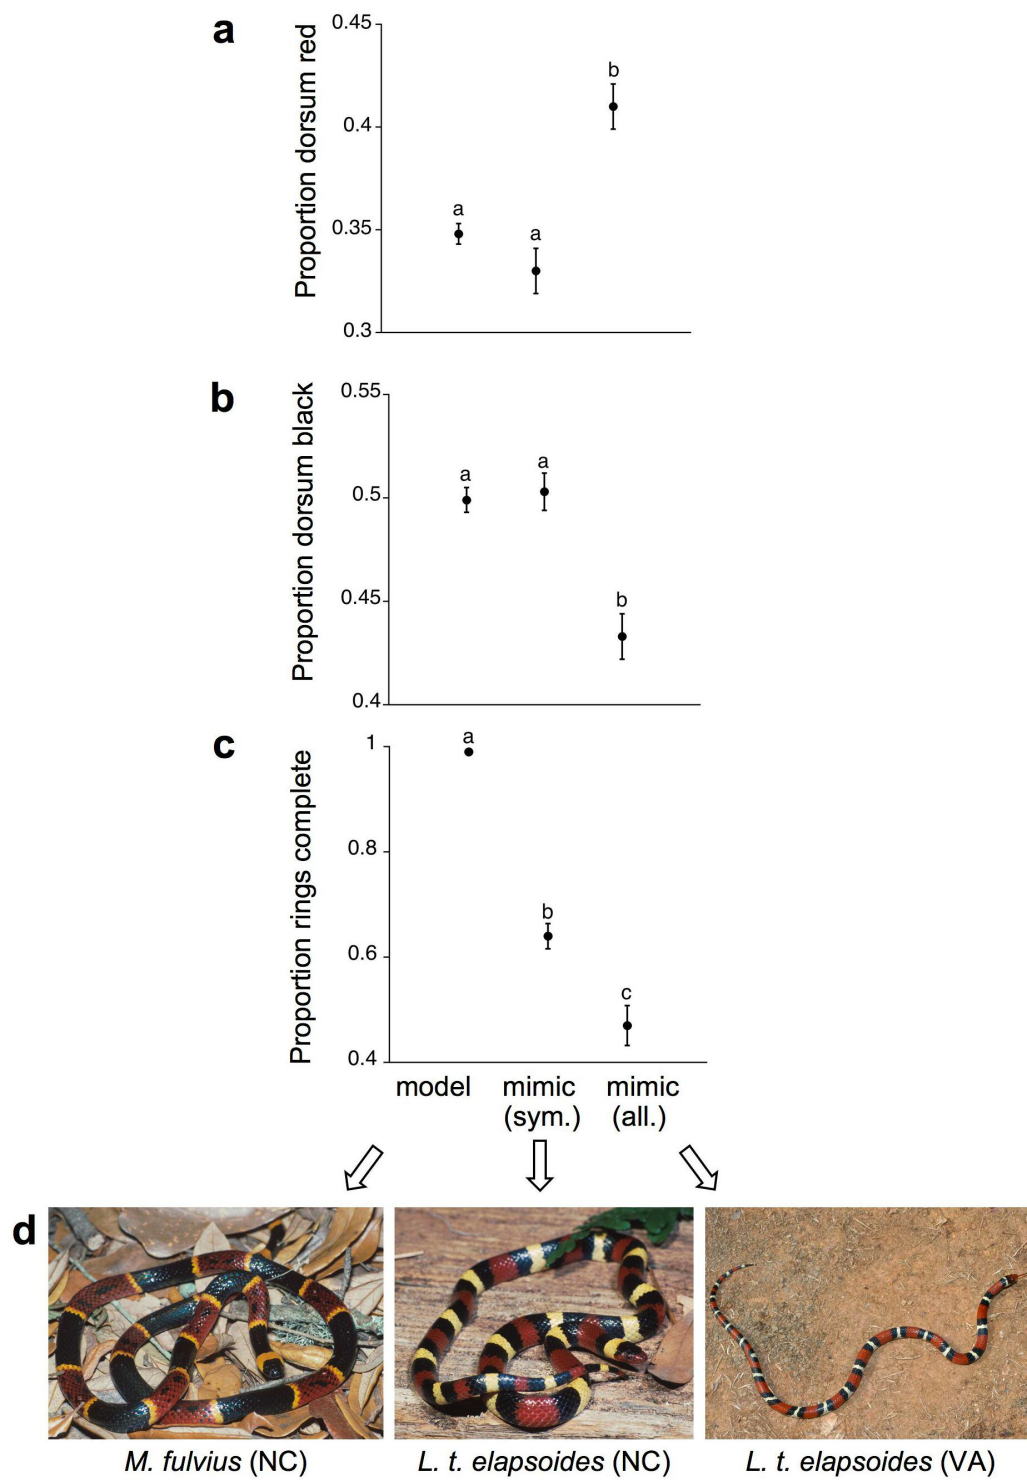 a
Proportion dorsum red
0.45
0.4
0.35
0.3
a
a
b
b
Proportion dorsum black
0.55
0.5
0.45
0.4
a
a
b
c
Proportion rings complete
1
0.8
0.6
0.4
a
b
c
model
mimic
(sym.)
mimic
(all.)
d
M. fulvius (NC)
L. t. elapsoides (NC)
L. t. elapsoides (VA)